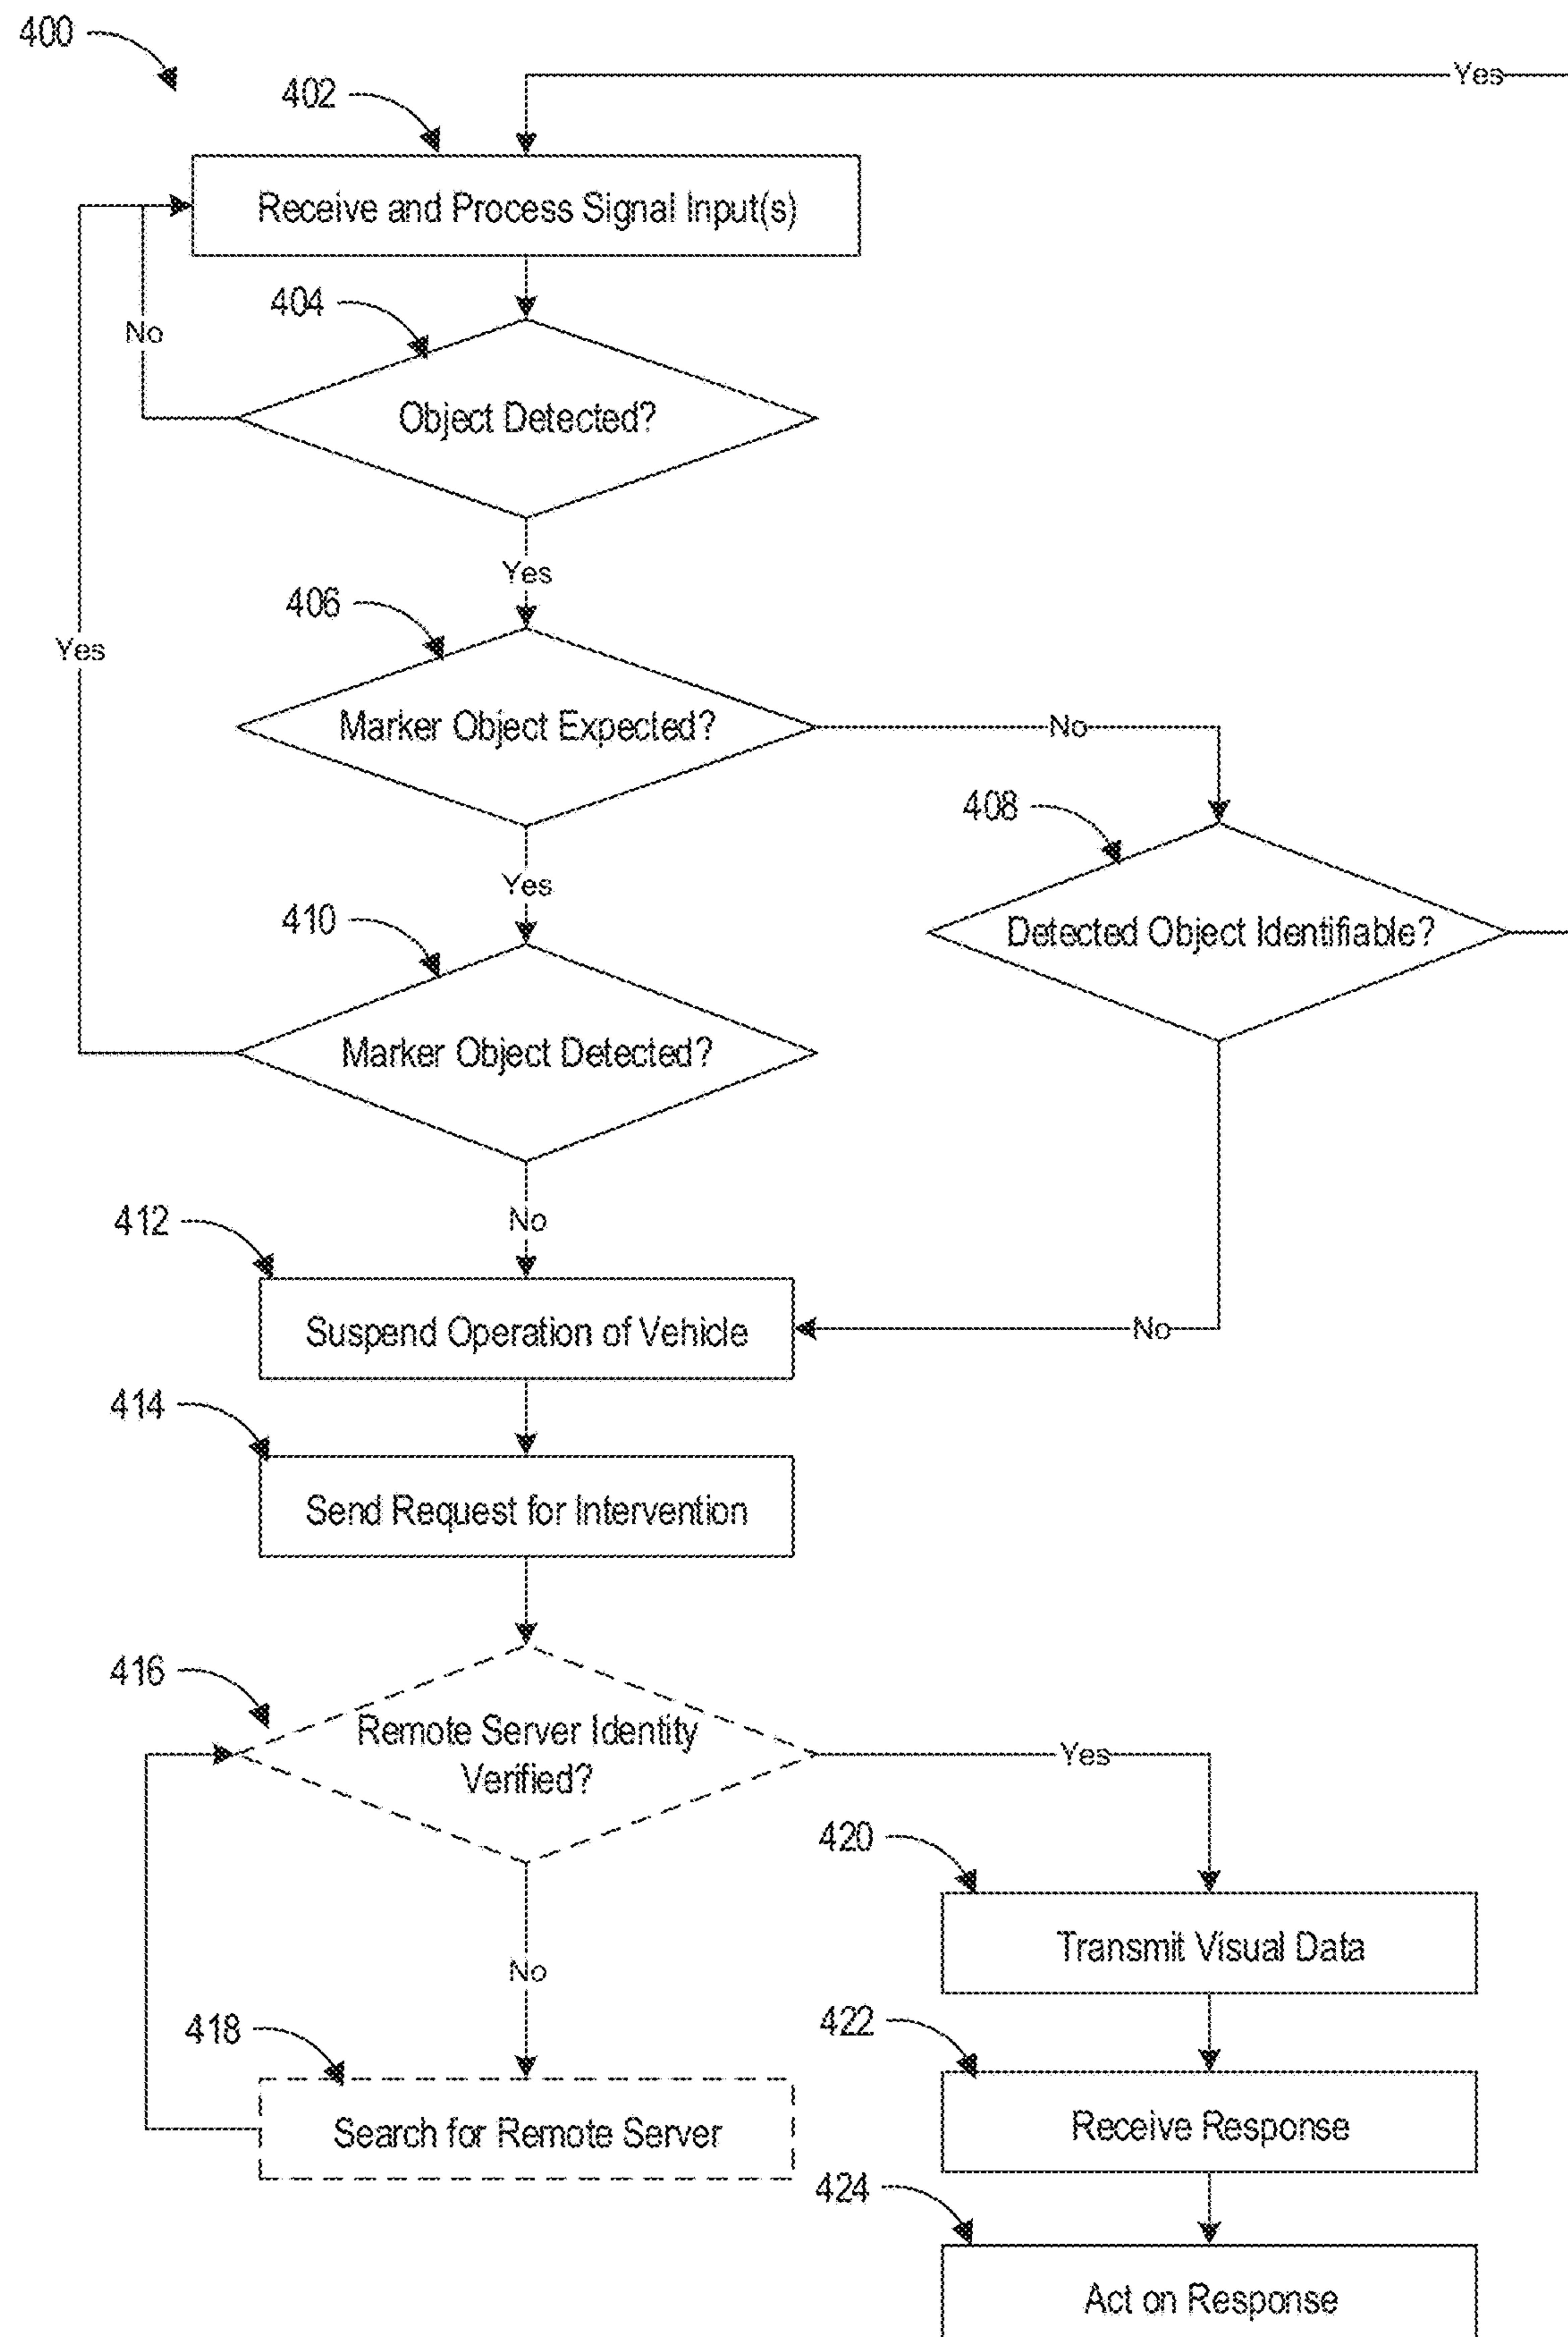 400
Yes
402
Receive and Process Signal Input(s)
404
No
Object Detected?
Yes
406
Yes
Marker Object Expected?
No
408
Yes
410
Detected Object Identifiable?
Marker Object Detected?
No
412
Suspend Operation of Vehicle
No
414
Send Request for Intervention
416
Remote Server Identity
Verified?
Yes
420
Transmit Visual Data
No
418
422
Search for Remote Server
Receive Response
424
Act on Response